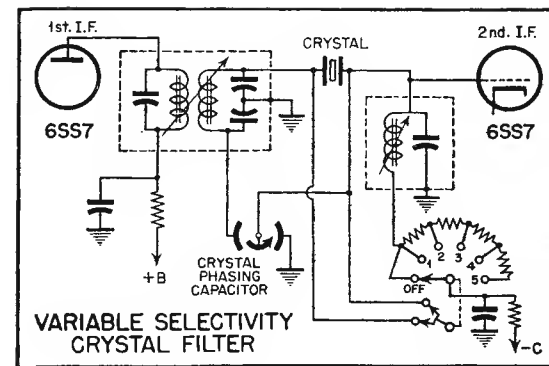 1st. I.F.
2nd. I.F.
CRYSTAL
6SS7
6SS7
+B
CRYSTAL
PHASING
CAPACITOR
1
2
3
4
5
OFF
-C
VARIABLE SELECTIVITY
CRYSTAL FILTER